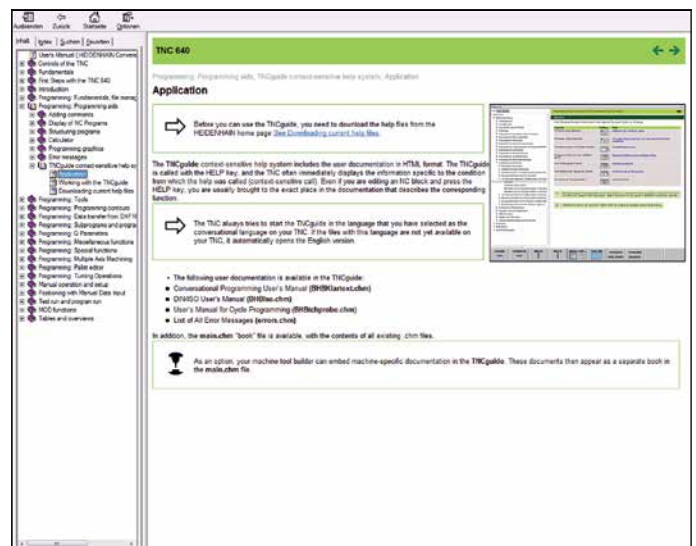 Ausblenden Zurück Startseite Optionen
Inhalt Index Suchen Favoriten
User's Manual (HEIDENHAIN Convers
Controls of the TNC
Fundamentals
First Steps with the TNC 640
Introduction
Programming: Fundamentals, file manag
Programming: Programming aids
Adding comments
Display of NC Programs
Structuring programs
Calculator
Programming graphics
Error messages
TNCguide context-sensitive help sy
Application
Working with the TNCguide
Downloading current help files
Programming: Tools
Programming: Programming contours
Programming: Data transfer from DXF fil
Programming: Subprograms and progra
Programming: Q Parameters
Programming: Miscellaneous functions
Programming: Special functions
Programming: Multiple Axis Machining
Programming: Pallet editor
Programming: Turning Operations
Manual operation and setup
Positioning with Manual Data Input
Test run and program run
MOD functions
Tables and overviews
TNC 640
Programming: Programming aids, TNCguide context-sensitive help system, Application
Application
Before you can use the TNCguide, you need to download the help files from the
HEIDENHAIN home page See Downloading current help files.
The TNCguide context-sensitive help system includes the user documentation in HTML format. The TNCguide
is called with the HELP key, and the TNC often immediately displays the information specific to the condition
from which the help was called (context-sensitive call). Even if you are editing an NC block and press the
HELP key, you are usually brought to the exact place in the documentation that describes the corresponding
function.
The TNC always tries to start the TNCguide in the language that you have selected as the
conversational language on your TNC. If the files with this language are not yet available on
your TNC, it automatically opens the English version.
• The following user documentation is available in the TNCguide:
■ Conversational Programming User's Manual (BHBKlartext.chm)
■ DIN/ISO User's Manual (BHBIso.chm)
■ User's Manual for Cycle Programming (BHBtchprobe.chm)
■ List of All Error Messages (errors.chm)
In addition, the main.chm "book" file is available, with the contents of all existing .chm files.
As an option, your machine tool builder can embed machine-specific documentation in the TNCguide. These documents then appear as a separate book in
the main.chm file.